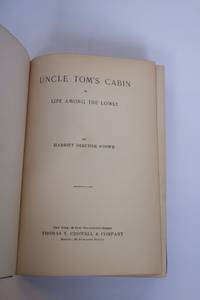 UNCLE TOM'S CABIN
OR
LIFE AMONG THE LOWLY
BY
HARRIET BEECHER STOWE
THOMAS Y. CROWELL & COMPANY